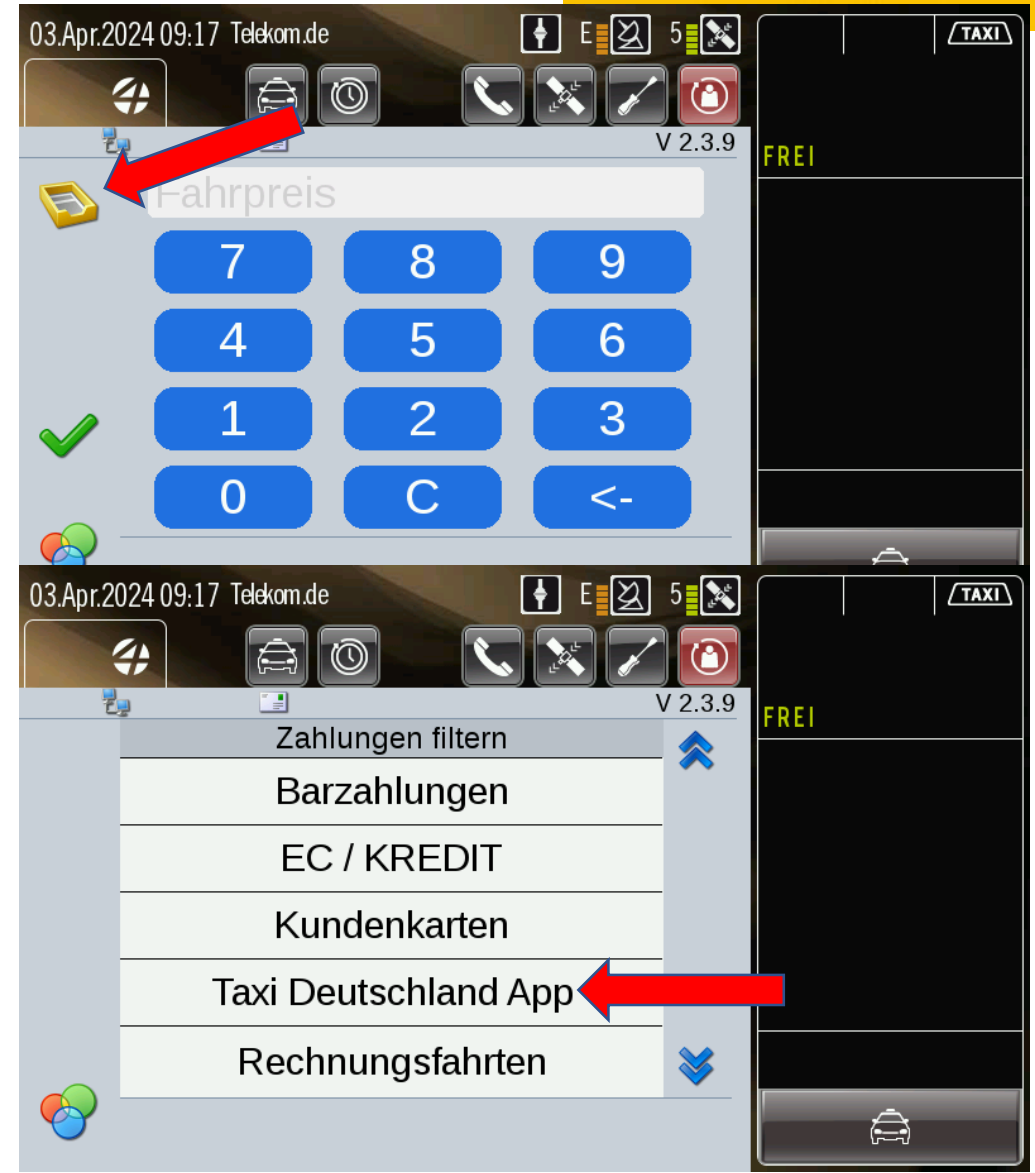 03.Apr.2024 09:17 Telekom.de E 5 TAXI
V 2.3.9
FREI
Fahrpreis
7 8 9
4 5 6
1 2 3
0 C <-
03.Apr.2024 09:17 Telekom.de E 5 TAXI
V 2.3.9
FREI
Zahlungen filtern
Barzahlungen
EC / KREDIT
Kundenkarten
Taxi Deutschland App
Rechnungsfahrten